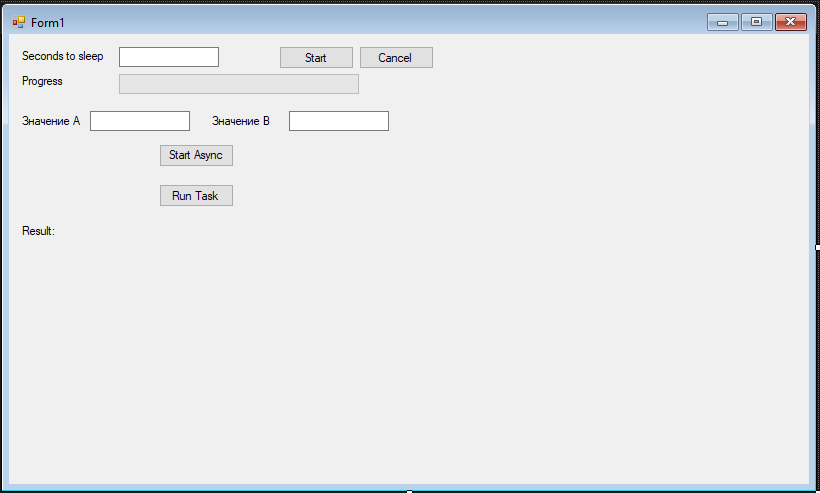 Form1
Seconds to sleep Start Cancel
Progress
Значение A Значение B
Start Async
Run Task
Result: